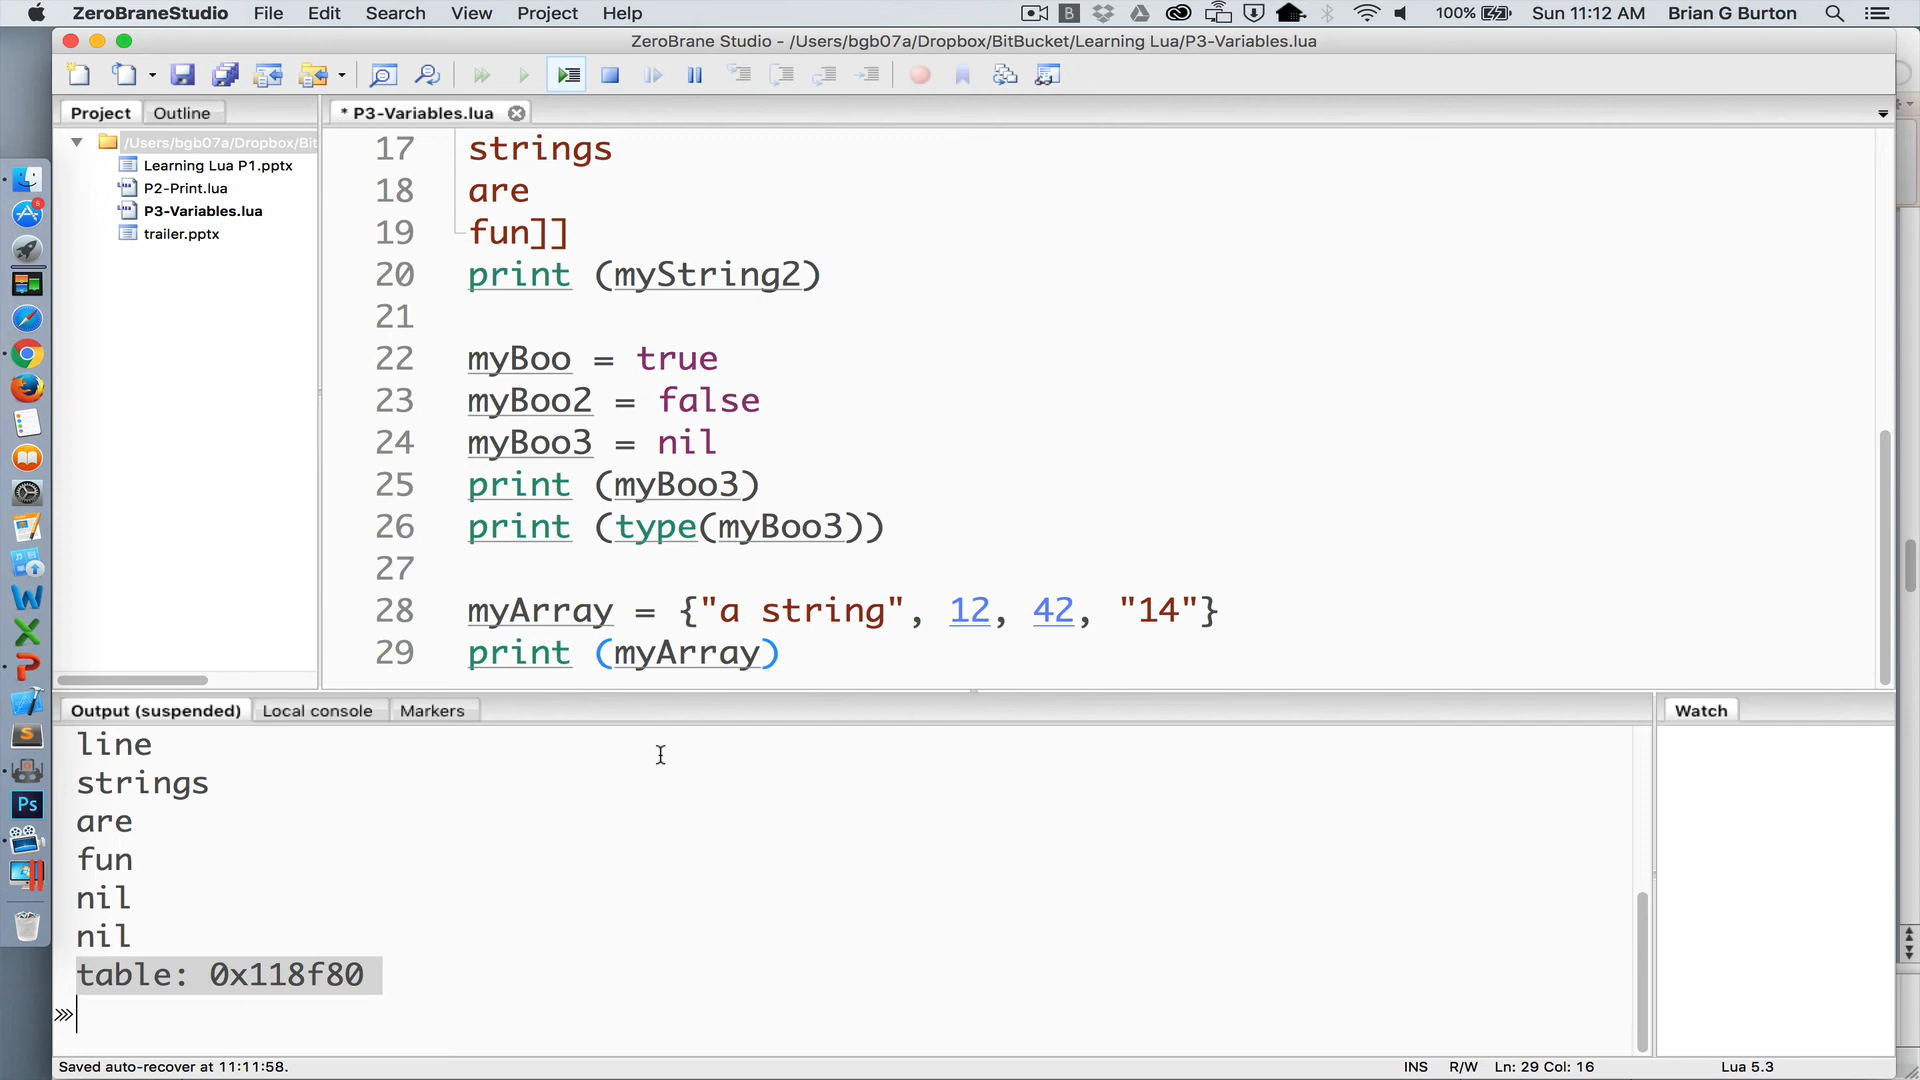 ZeroBraneStudio File Edit Search View Project Help 100% Sun 11:12 AM Brian G Burton
ZeroBrane Studio - /Users/bgb07a/Dropbox/BitBucket/Learning Lua/P3-Variables.lua
Project Outline
* P3-Variables.lua
/Users/bgb07a/Dropbox/Bit
Learning Lua P1.pptx
P2-Print.lua
P3-Variables.lua
trailer.pptx
17 strings
18 are
19 fun]]
20 print (myString2)
21
22 myBoo = true
23 myBoo2 = false
24 myBoo3 = nil
25 print (myBoo3)
26 print (type(myBoo3))
27
28 myArray = {"a string", 12, 42, "14"}
29 print (myArray)
Output (suspended) Local console Markers
Watch
line
strings
are
fun
nil
nil
table: 0x118f80
Saved auto-recover at 11:11:58. INS R/W Ln: 29 Col: 16 Lua 5.3